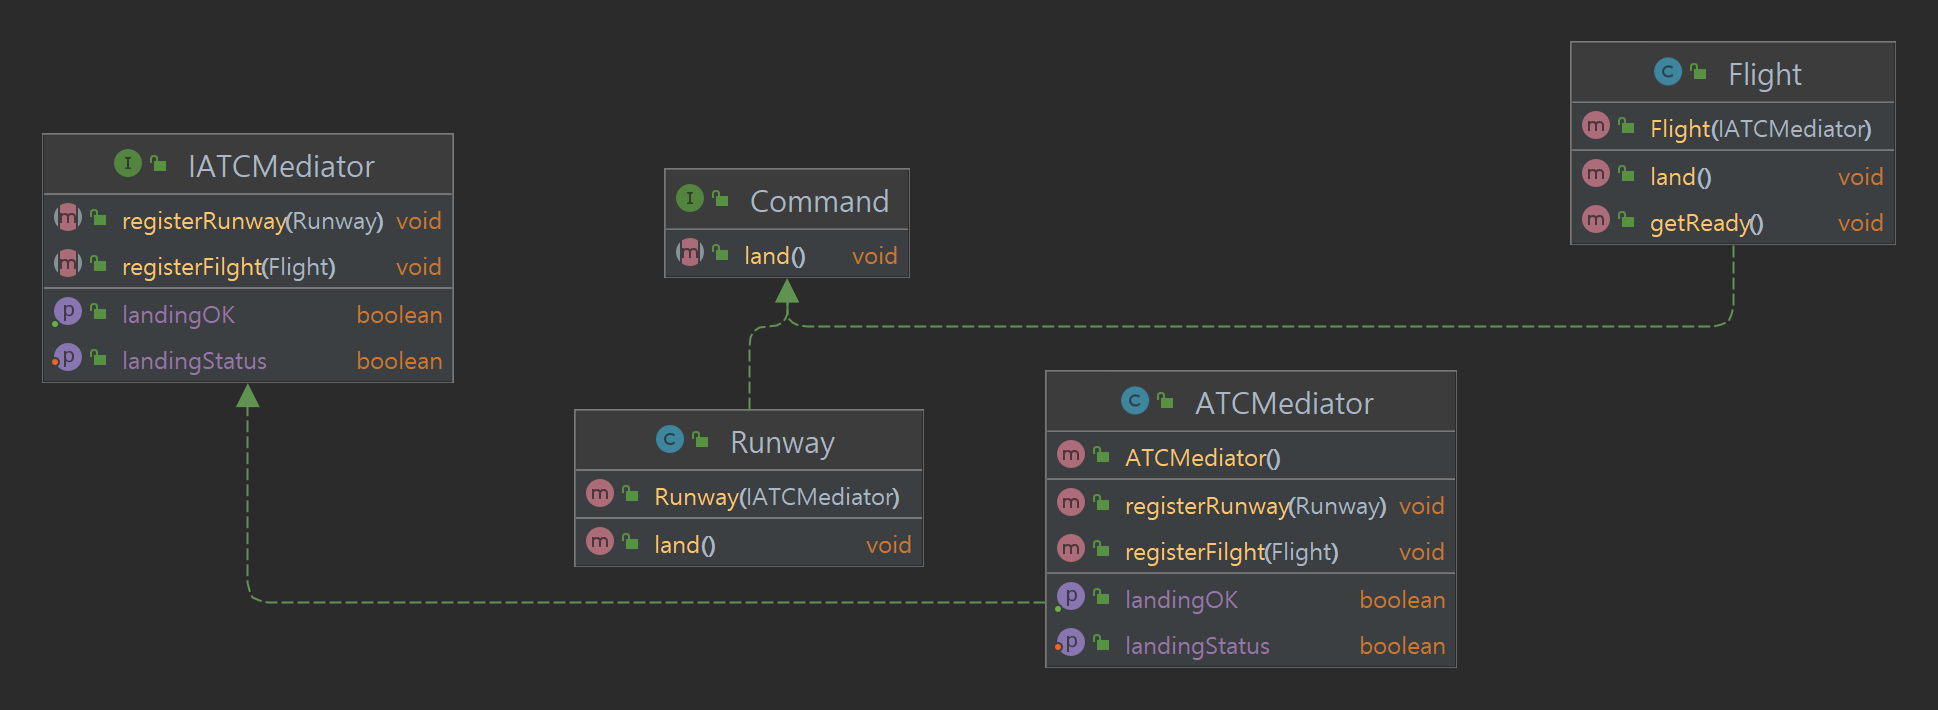 IATCMediator
registerRunway(Runway) void
registerFilght(Flight) void
landingOK boolean
landingStatus boolean
Command
land() void
Flight
Flight(IATCMediator)
land() void
getReady() void
Runway
Runway(IATCMediator)
land() void
ATCMediator
ATCMediator()
registerRunway(Runway) void
registerFilght(Flight) void
landingOK boolean
landingStatus boolean